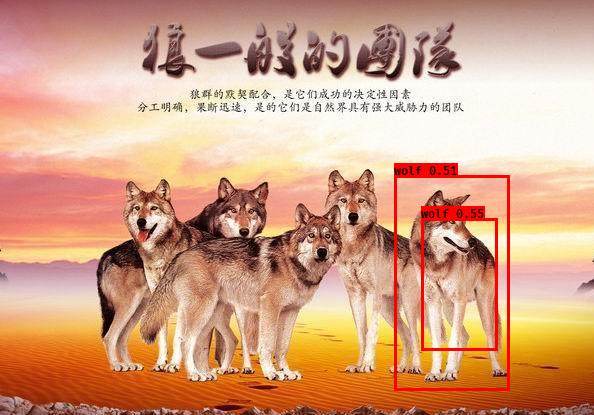 狼一般的團隊
狼群的默契配合，是它们成功的决定性因素
分工明确，果断迅速，是的它们是自然界具有强大威胁力的团队
wolf 0.51
wolf 0.55